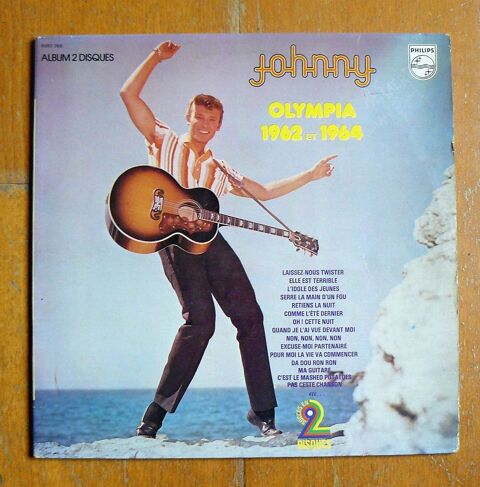 ALBUM 2 DISQUES
johnny
PHILIPS
OLYMPIA
1962 ET 1964
LAISSEZ-NOUS TWISTER
ELLE EST TERRIBLE
L'IDOLE DES JEUNES
SERRE LA MAIN D'UN FOU
RETIENS LA NUIT
COMME L'ÉTÉ DERNIER
OH ! CETTE NUIT
QUAND JE L'AI VUE DEVANT MOI
NON, NON, NON, NON
EXCUSE-MOI PARTENAIRE
POUR MOI LA VIE VA COMMENCER
DA DOU RON RON
MA GUITARE
C'EST LE MASHED POTATOES
PAS CETTE CHANSON
etc...
2
DISQUES